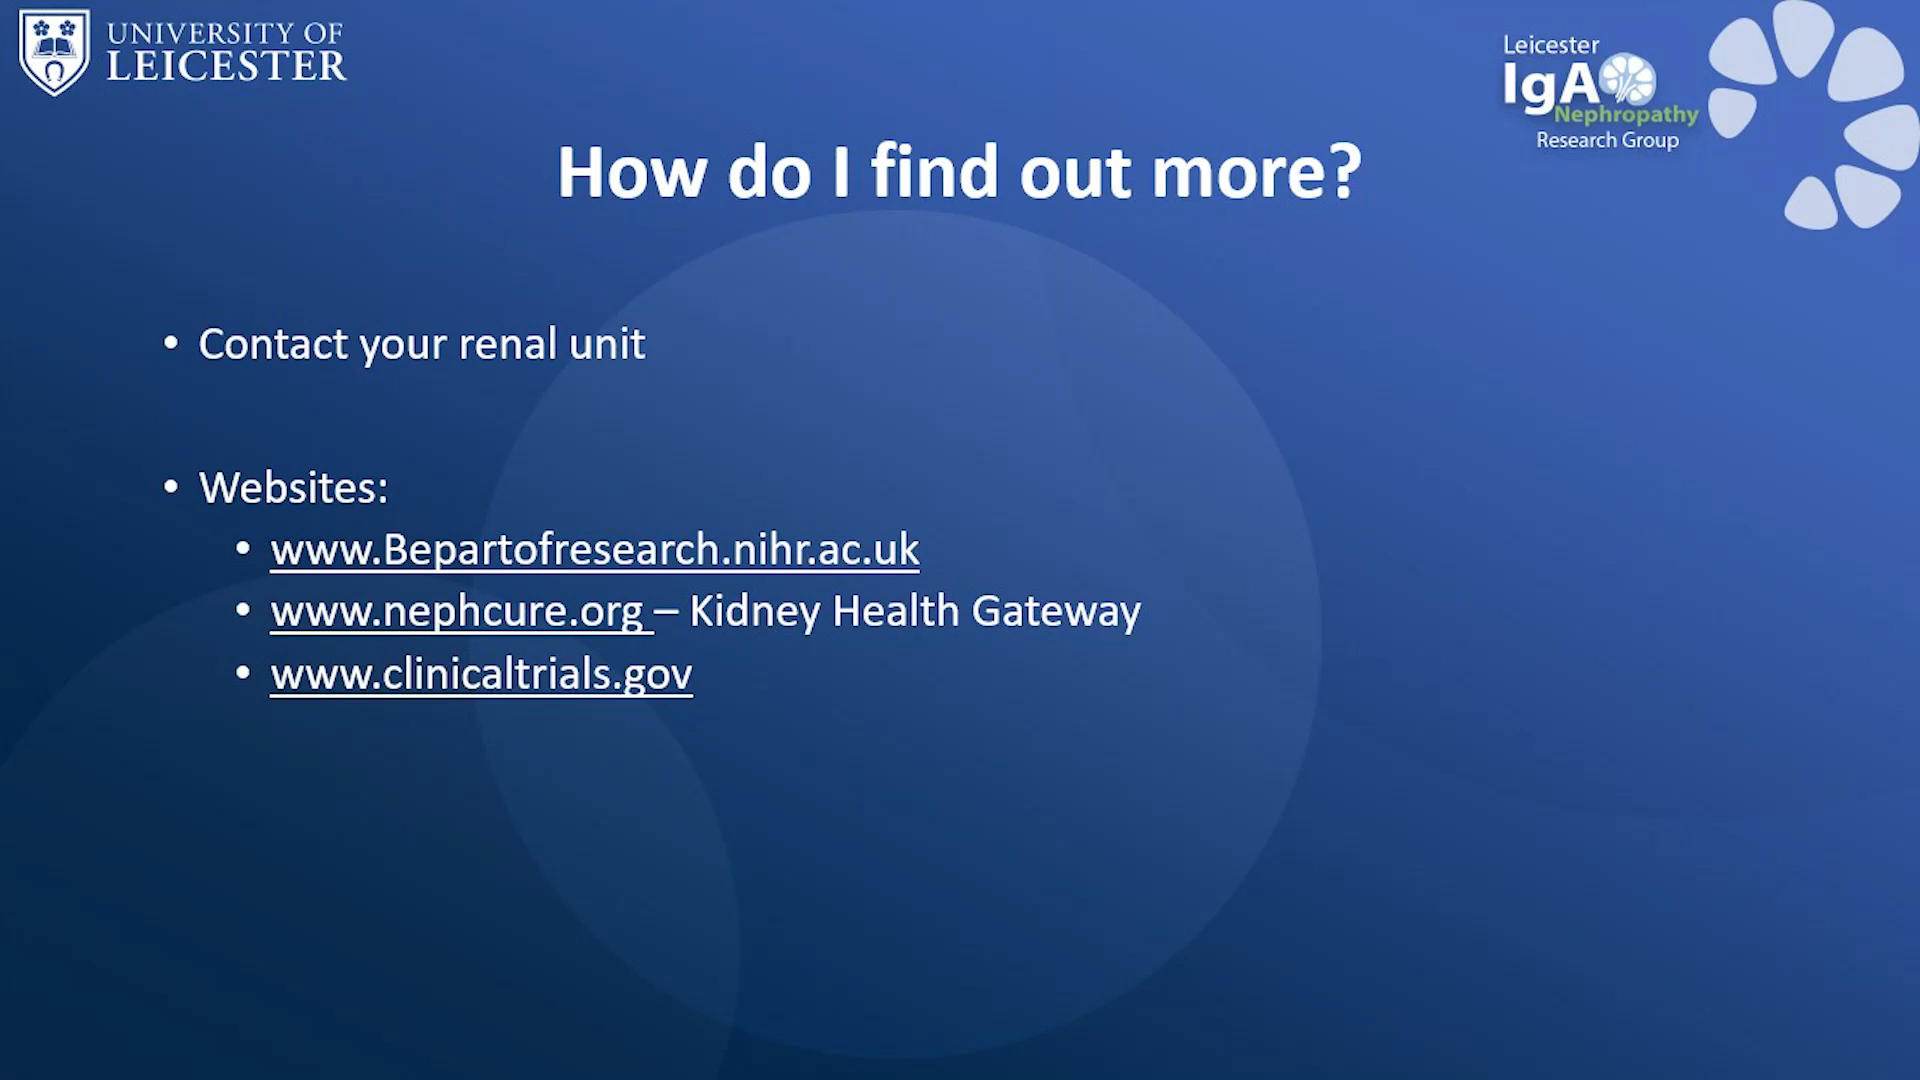 UNIVERSITY OF
LEICESTER
Leicester
IgA
Nephropathy
Research Group
How do I find out more?
• Contact your renal unit
• Websites:
• www.Bepartofresearch.nihr.ac.uk
• www.nephcure.org – Kidney Health Gateway
• www.clinicaltrials.gov